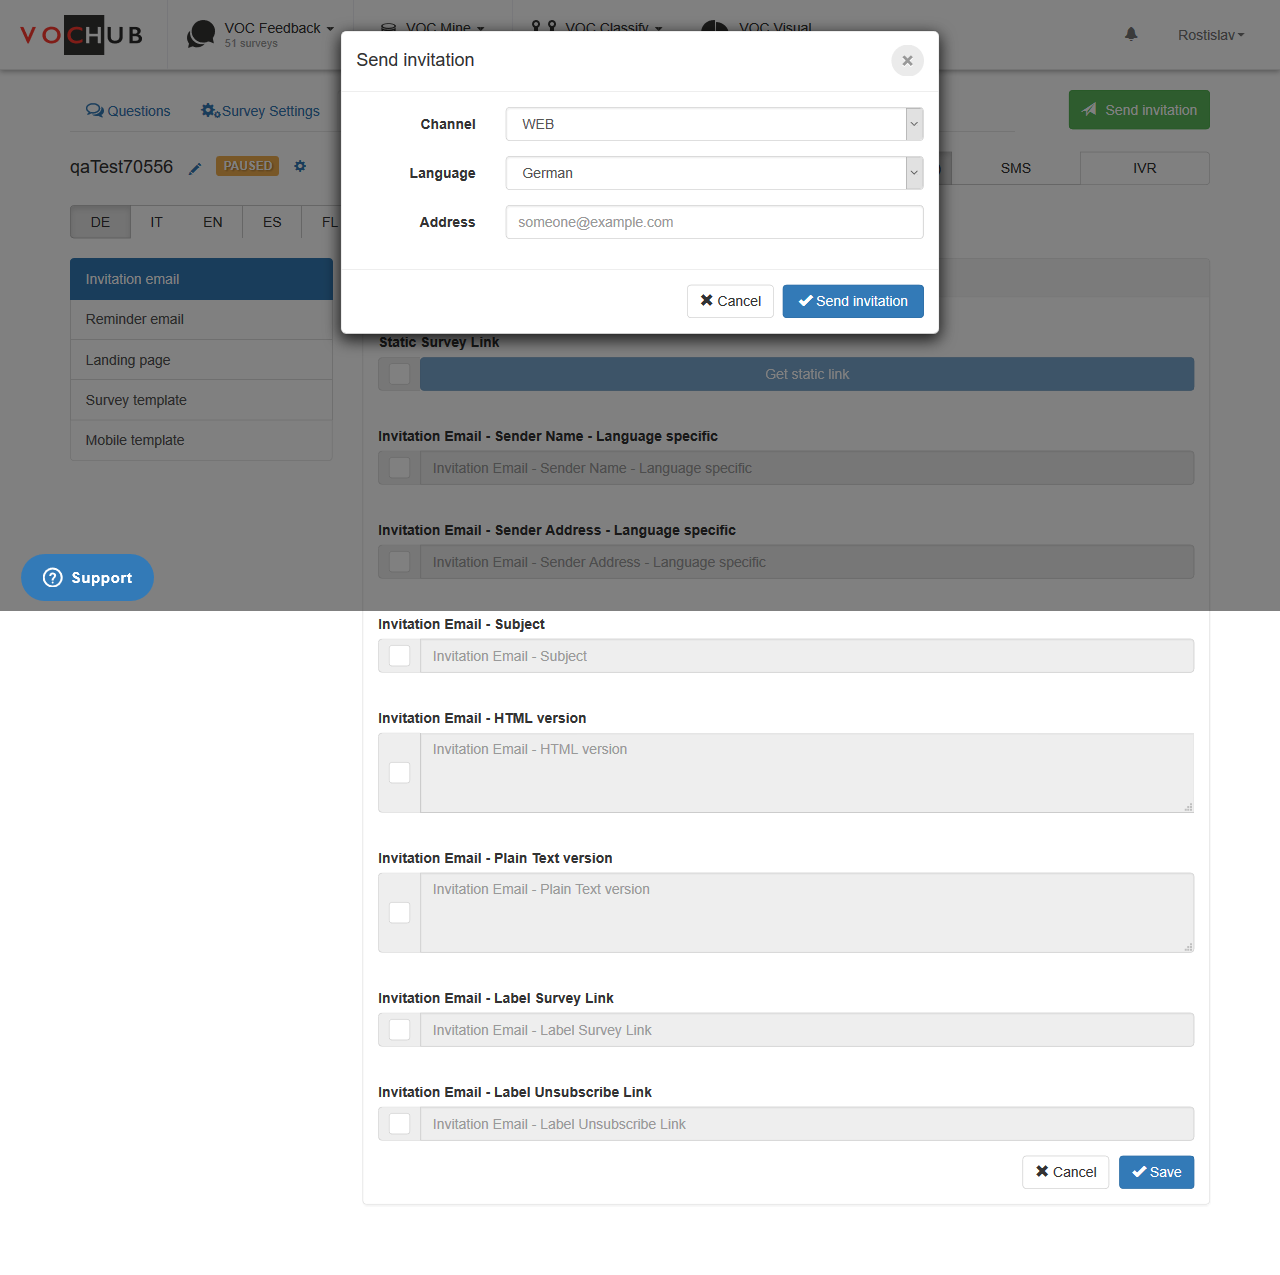 VOCHUB
VOC Feedback
51 surveys
VOC Mine
VOC Classify
VOC Visual
Rostislav
Send invitation
Questions
Survey Settings
Send invitation
Channel
WEB
Language
German
Address
someone@example.com
Cancel
Send invitation
qaTest70556
PAUSED
SMS
IVR
DE
IT
EN
ES
FL
Invitation email
Reminder email
Landing page
Survey template
Mobile template
Static Survey Link
Get static link
Invitation Email - Sender Name - Language specific
Invitation Email - Sender Name - Language specific
Invitation Email - Sender Address - Language specific
Invitation Email - Sender Address - Language specific
Support
Invitation Email - Subject
Invitation Email - Subject
Invitation Email - HTML version
Invitation Email - HTML version
Invitation Email - Plain Text version
Invitation Email - Plain Text version
Invitation Email - Label Survey Link
Invitation Email - Label Survey Link
Invitation Email - Label Unsubscribe Link
Invitation Email - Label Unsubscribe Link
Cancel
Save